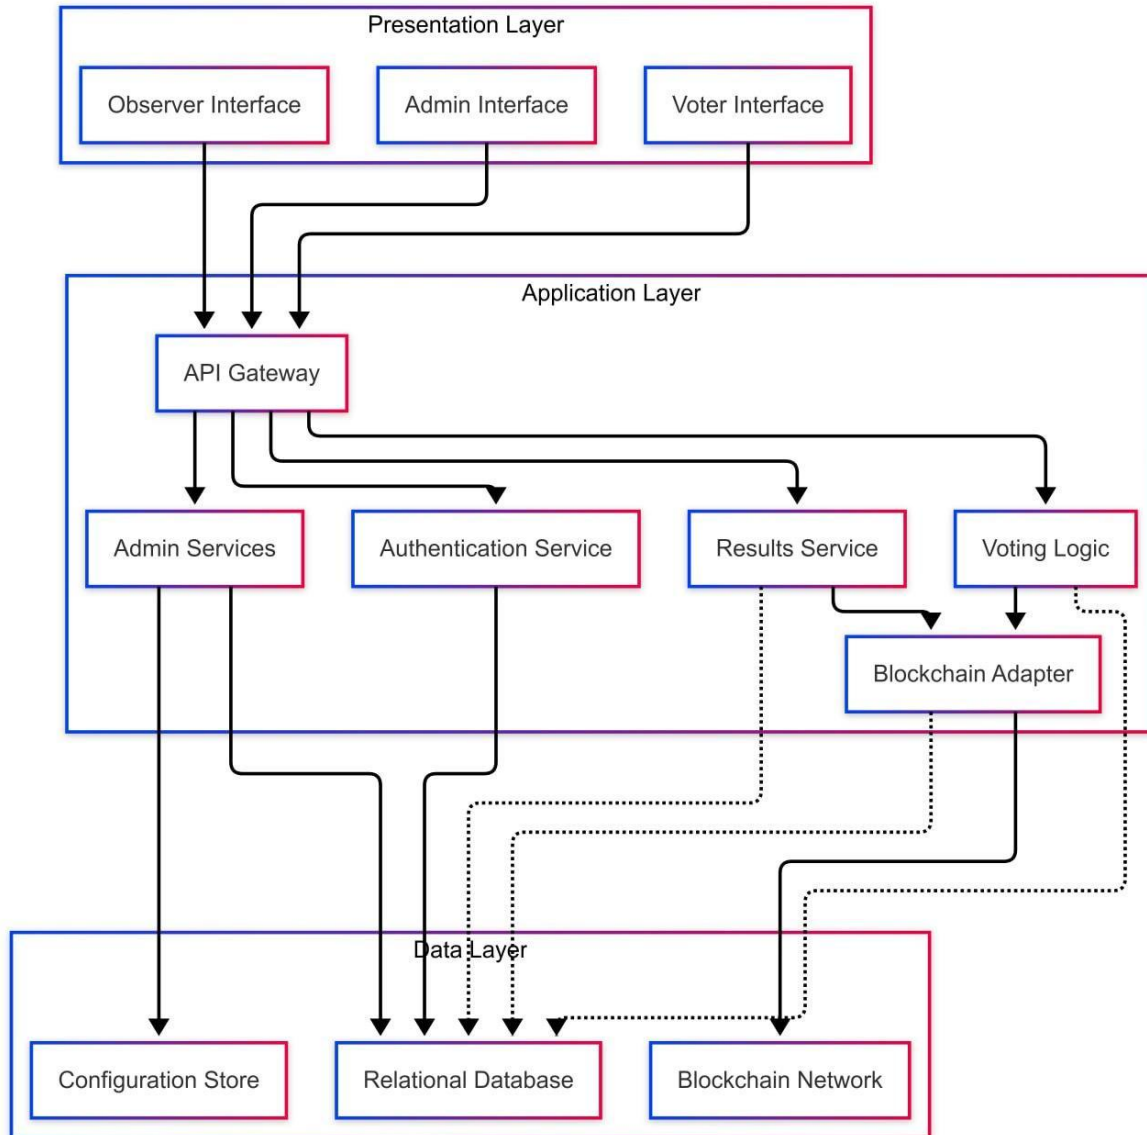 Presentation Layer
Observer Interface
Admin Interface
Voter Interface
Application Layer
API Gateway
Admin Services
Authentication Service
Results Service
Voting Logic
Blockchain Adapter
Data Layer
Configuration Store
Relational Database
Blockchain Network